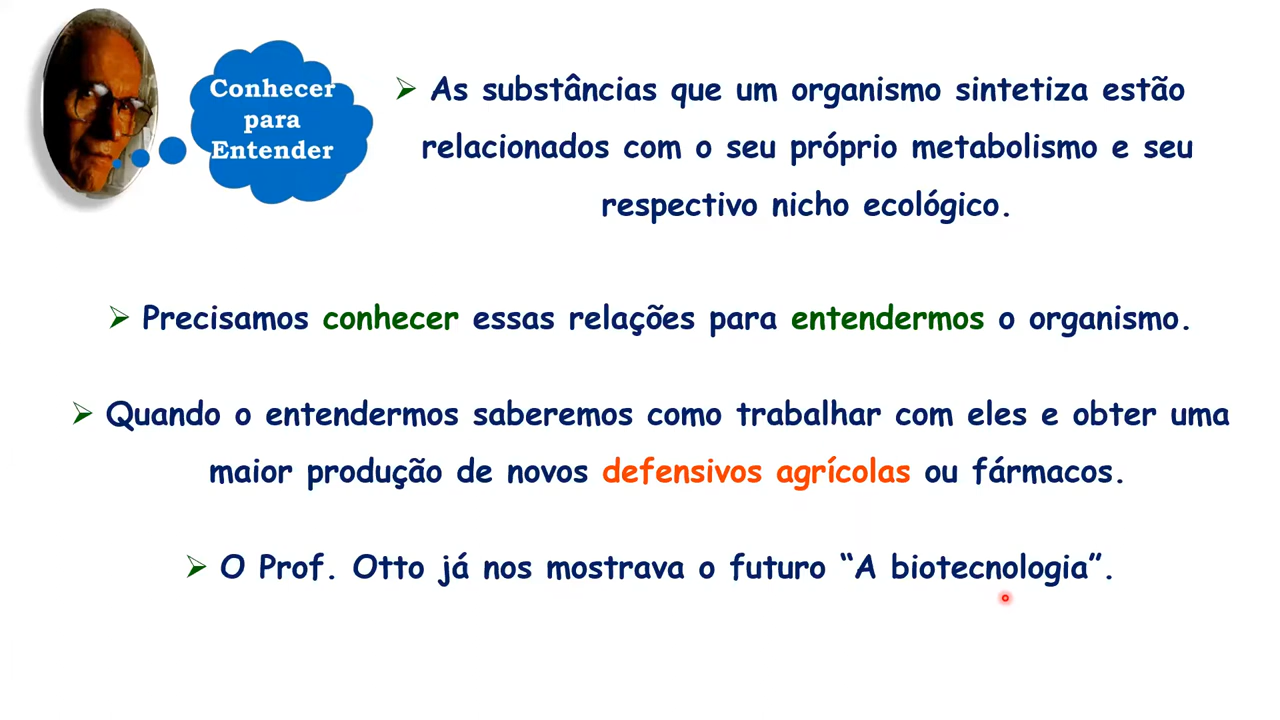 Conhecer
para
Entender
➢ As substâncias que um organismo sintetiza estão
relacionados com o seu próprio metabolismo e seu
respectivo nicho ecológico.
➢ Precisamos conhecer essas relações para entendermos o organismo.
➢ Quando o entendermos saberemos como trabalhar com eles e obter uma
maior produção de novos defensivos agrícolas ou fármacos.
➢ O Prof. Otto já nos mostrava o futuro “A biotecnologia”.